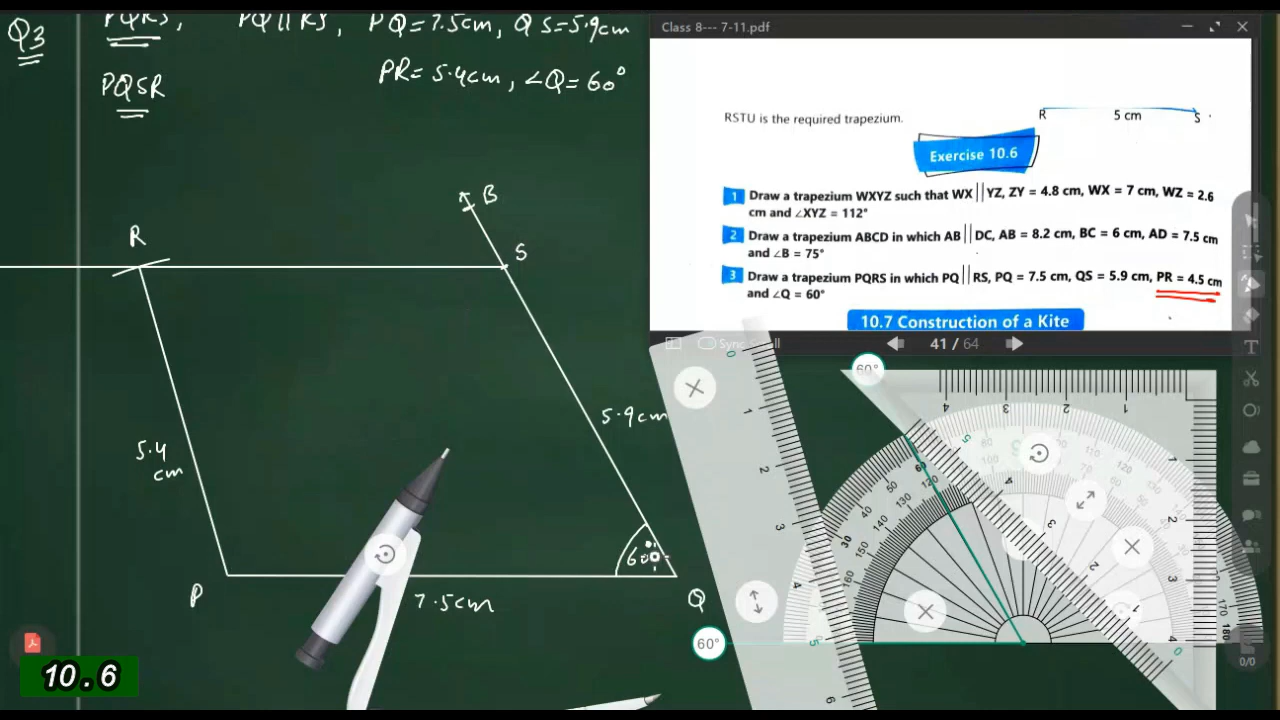 Q3
PQRS, PQ || RS, PQ = 7.5cm, QS = 5.9cm
PR = 5.4cm, ∠Q = 60°
PQSR
B
R
S
5.4
cm
5.9cm
60°
P
7.5cm
Q
10.6
Class 8--- 7-11.pdf
RSTU is the required trapezium.
R 5 cm S
Exercise 10.6
1 Draw a trapezium WXYZ such that WX || YZ, ZY = 4.8 cm, WX = 7 cm, WZ = 2.6
cm and ∠XYZ = 112°
2 Draw a trapezium ABCD in which AB || DC, AB = 8.2 cm, BC = 6 cm, AD = 7.5 cm
and ∠B = 75°
3 Draw a trapezium PQRS in which PQ || RS, PQ = 7.5 cm, QS = 5.9 cm, PR = 4.5 cm
and ∠Q = 60°
10.7 Construction of a Kite
41 / 64
60°
60°
0/0